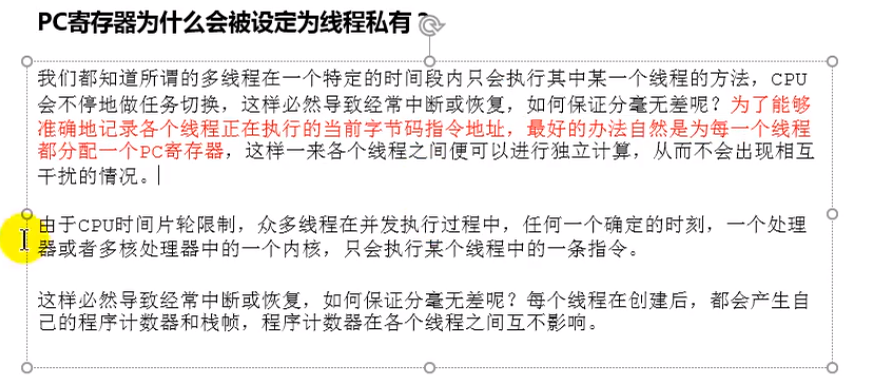 PC寄存器为什么会被设定为线程私有？
我们都知道所谓的多线程在一个特定的时间段内只会执行其中某一个线程的方法，CPU
会不停地做任务切换，这样必然导致经常中断或恢复，如何保证分毫无差呢？为了能够
准确地记录各个线程正在执行的当前字节码指令地址，最好的办法自然是为每一个线程
都分配一个PC寄存器，这样一来各个线程之间便可以进行独立计算，从而不会出现相互
干扰的情况。
由于CPU时间片轮限制，众多线程在并发执行过程中，任何一个确定的时刻，一个处理
器或者多核处理器中的一个内核，只会执行某个线程中的一条指令。
这样必然导致经常中断或恢复，如何保证分毫无差呢？每个线程在创建后，都会产生自
己的程序计数器和栈帧，程序计数器在各个线程之间互不影响。